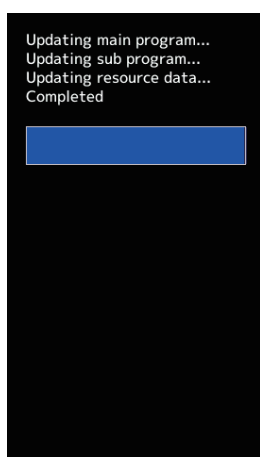 Updating main program...
Updating sub program...
Updating resource data...
Completed